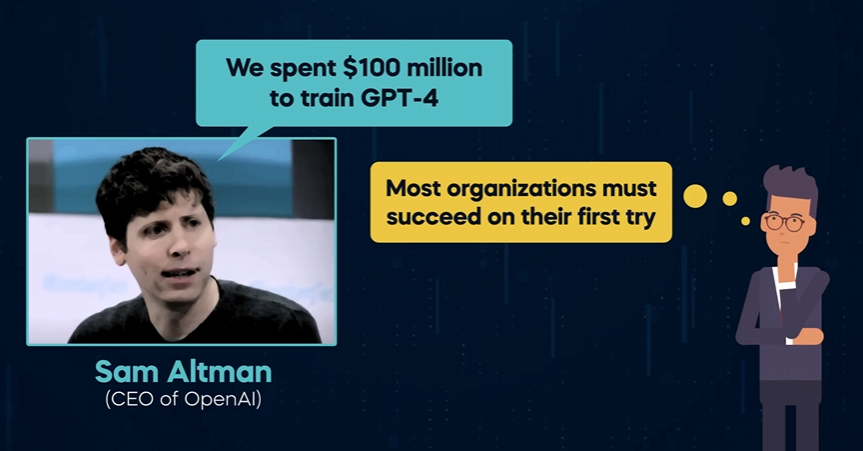 We spent $100 million
to train GPT-4
Most organizations must
succeed on their first try
Sam Altman
(CEO of OpenAI)